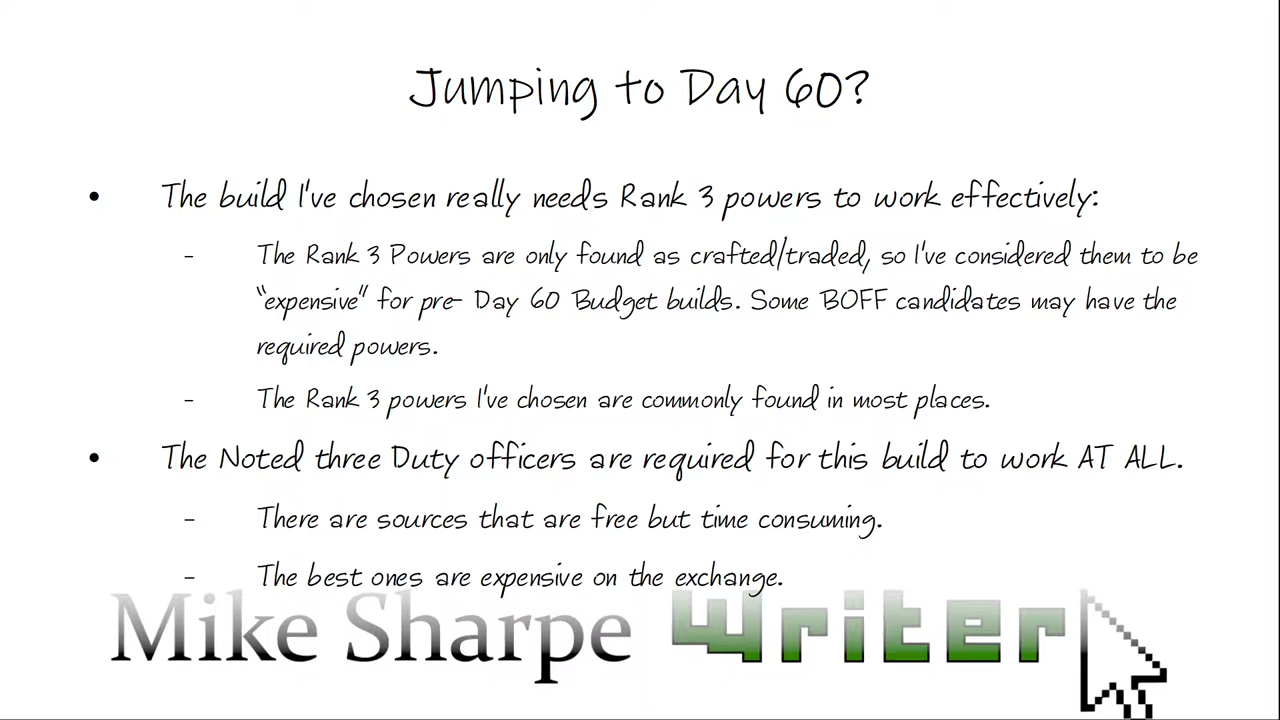 Jumping to Day 60?
• The build I've chosen really needs Rank 3 powers to work effectively:
- The Rank 3 Powers are only found as crafted/traded, so I've considered them to be
“expensive” for pre- Day 60 Budget builds. Some BOFF candidates may have the
required powers.
- The Rank 3 powers I've chosen are commonly found in most places.
• The Noted three Duty officers are required for this build to work AT ALL.
- There are sources that are free but time consuming.
- The best ones are expensive on the exchange.
Mike Sharpe Writer